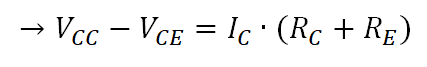 → V_CC − V_CE = I_C · (R_C + R_E)